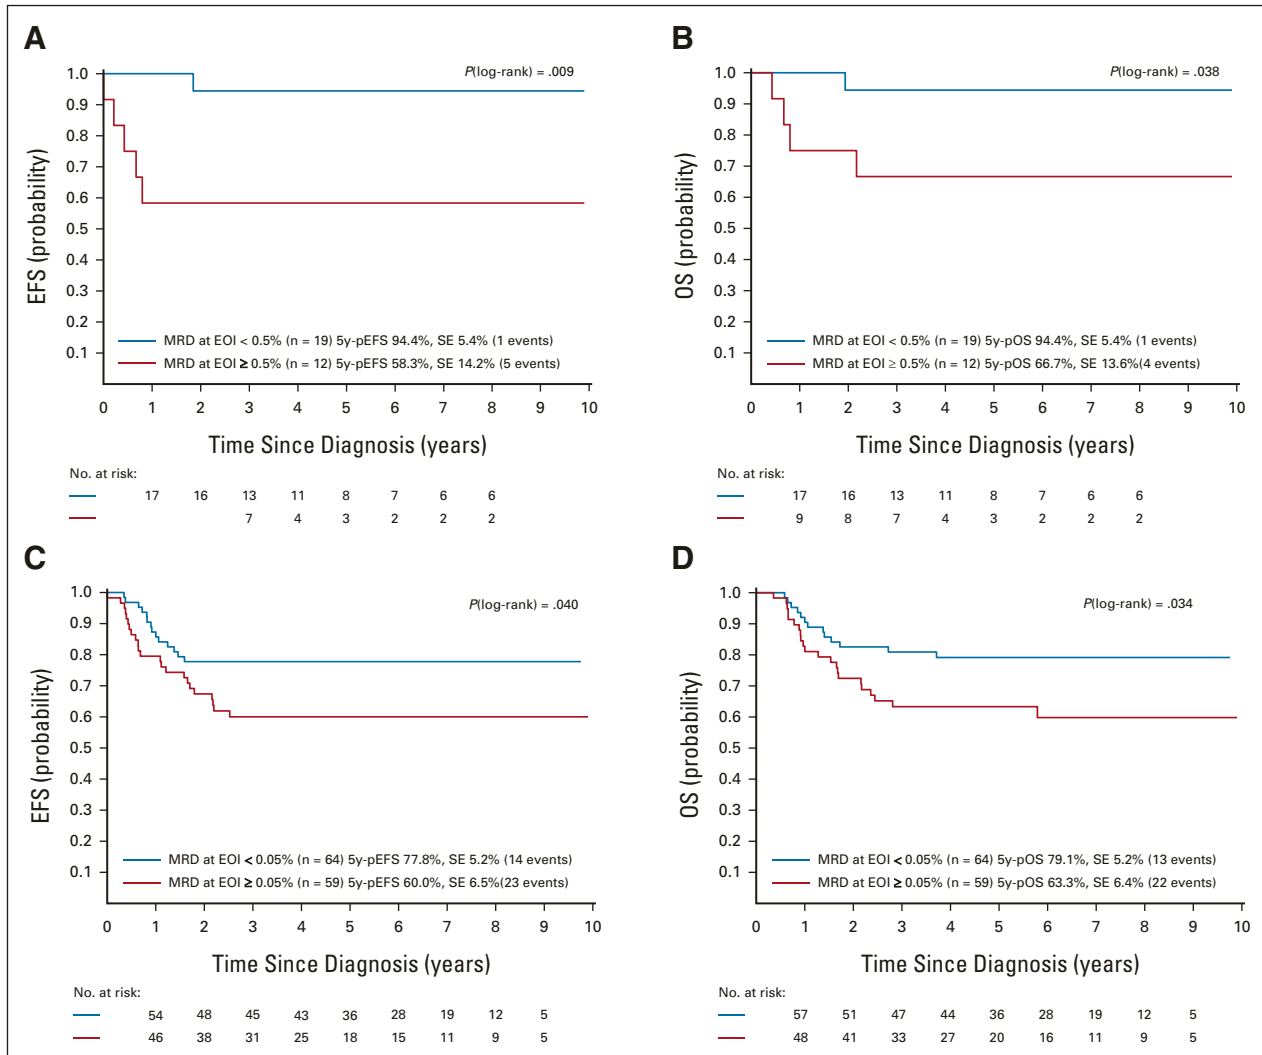 A
P(log-rank) = .009
1.0
0.9
0.8
0.7
0.6
0.5
0.4
0.3
0.2
0.1
EFS (probability)
MRD at EOI < 0.5% (n = 19) 5y-pEFS 94.4%, SE 5.4% (1 events)
MRD at EOI ≥ 0.5% (n = 12) 5y-pEFS 58.3%, SE 14.2% (5 events)
0 1 2 3 4 5 6 7 8 9 10
Time Since Diagnosis (years)
No. at risk:
17 16 13 11 8 7 6 6
7 4 3 2 2 2
B
P(log-rank) = .038
1.0
0.9
0.8
0.7
0.6
0.5
0.4
0.3
0.2
0.1
OS (probability)
MRD at EOI < 0.5% (n = 19) 5y-pOS 94.4%, SE 5.4% (1 events)
MRD at EOI ≥ 0.5% (n = 12) 5y-pOS 66.7%, SE 13.6%(4 events)
0 1 2 3 4 5 6 7 8 9 10
Time Since Diagnosis (years)
No. at risk:
17 16 13 11 8 7 6 6
9 8 7 4 3 2 2 2
C
P(log-rank) = .040
1.0
0.9
0.8
0.7
0.6
0.5
0.4
0.3
0.2
0.1
EFS (probability)
MRD at EOI < 0.05% (n = 64) 5y-pEFS 77.8%, SE 5.2% (14 events)
MRD at EOI ≥ 0.05% (n = 59) 5y-pEFS 60.0%, SE 6.5%(23 events)
0 1 2 3 4 5 6 7 8 9 10
Time Since Diagnosis (years)
No. at risk:
54 48 45 43 36 28 19 12 5
46 38 31 25 18 15 11 9 5
D
P(log-rank) = .034
1.0
0.9
0.8
0.7
0.6
0.5
0.4
0.3
0.2
0.1
OS (probability)
MRD at EOI < 0.05% (n = 64) 5y-pOS 79.1%, SE 5.2% (13 events)
MRD at EOI ≥ 0.05% (n = 59) 5y-pOS 63.3%, SE 6.4% (22 events)
0 1 2 3 4 5 6 7 8 9 10
Time Since Diagnosis (years)
No. at risk:
57 51 47 44 36 28 19 12 5
48 41 33 27 20 16 11 9 5